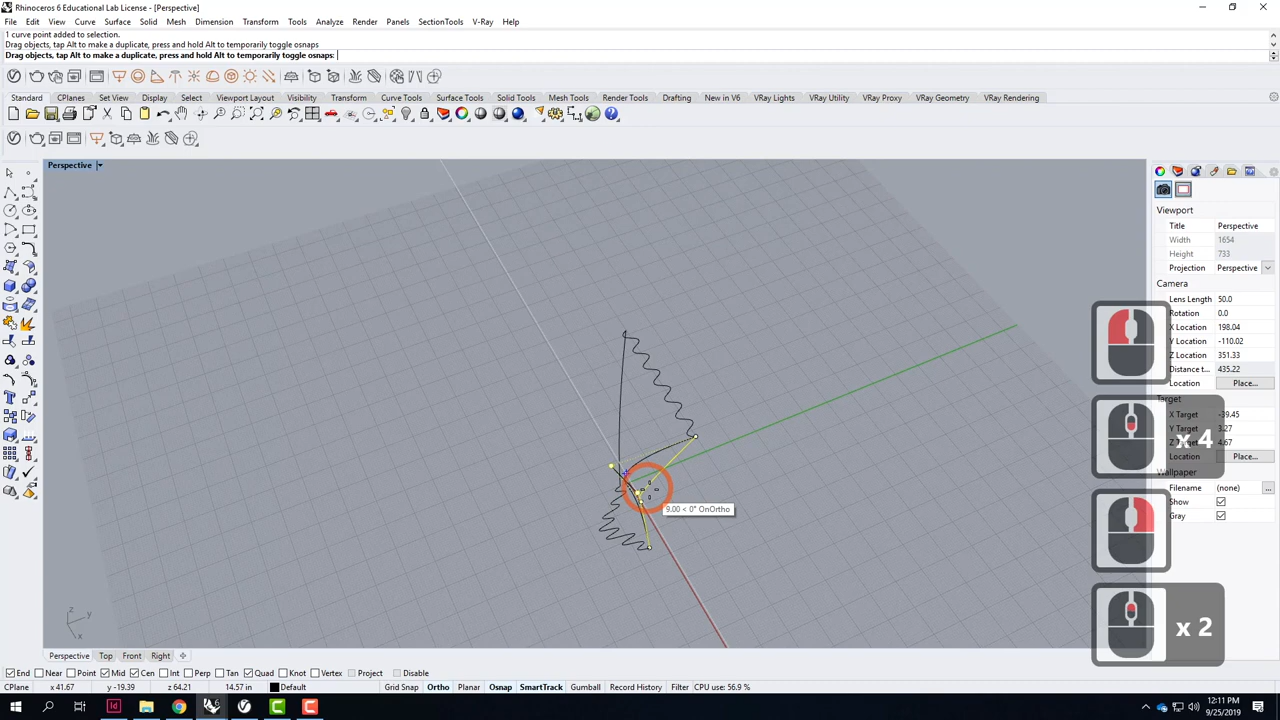 Rhinoceros 6 Educational Lab License - [Perspective]
File Edit View Curve Surface Solid Mesh Dimension Transform Tools Analyze Render Panels SectionTools V-Ray Help
1 curve point added to selection.
Drag objects, tap Alt to make a duplicate, press and hold Alt to temporarily toggle osnaps
Drag objects, tap Alt to make a duplicate, press and hold Alt to temporarily toggle osnaps:
Standard CPlanes Set View Display Select Viewport Layout Visibility Transform Curve Tools Surface Tools Solid Tools Mesh Tools Render Tools Drafting New in V6 VRay Lights VRay Utility VRay Proxy VRay Geometry VRay Rendering
Perspective
Viewport
Title Perspective
Width 1654
Height 733
Projection Perspective
Camera
Lens Length 50.0
Rotation 0.0
X Location 198.04
Y Location -110.02
Z Location 351.33
Distance t... 435.22
Location Place...
Target
X Target -39.45
Y Target 3.27
Z Target 4.67
Location Place...
Wallpaper
Filename (none) ...
Show
Gray
x 4
x 2
9.00 < 0° OnOrtho
z
y
x
Perspective Top Front Right
End Near Point Mid Cen Int Perp Tan Quad Knot Vertex Project Disable
CPlane x 41.67 y -19.39 z 64.21 14.57 in Default Grid Snap Ortho Planar Osnap SmartTrack Gumball Record History Filter CPU use: 56.9 %
12:11 PM
9/25/2019